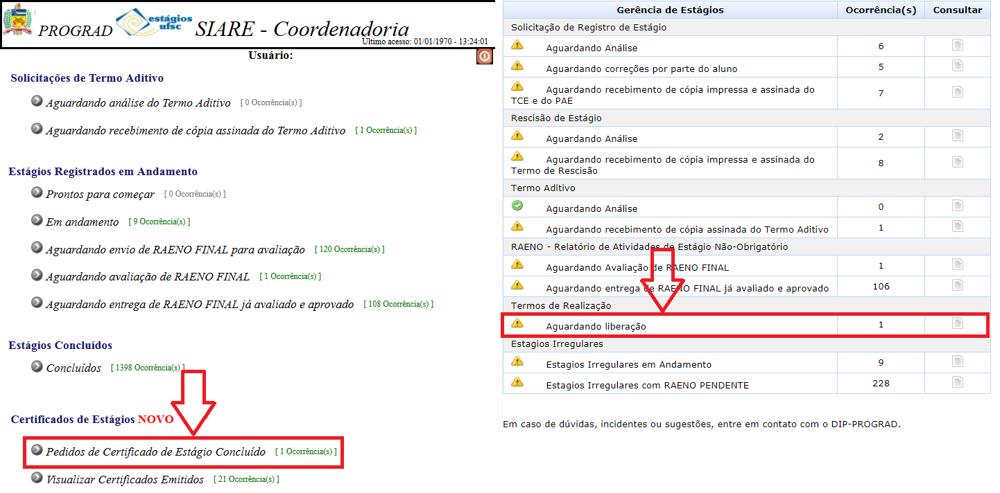 PROGRAD estágios ufsc SIARE - Coordenadoria
Último acesso: 01/01/1970 - 13:24:01
Usuário:
Solicitações de Termo Aditivo
Aguardando análise do Termo Aditivo [ 0 Ocorrência(s) ]
Aguardando recebimento de cópia assinada do Termo Aditivo [ 1 Ocorrência(s) ]
Estágios Registrados em Andamento
Prontos para começar [ 0 Ocorrência(s) ]
Em andamento [ 9 Ocorrência(s) ]
Aguardando envio de RAENO FINAL para avaliação [ 120 Ocorrência(s) ]
Aguardando avaliação de RAENO FINAL [ 1 Ocorrência(s) ]
Aguardando entrega de RAENO FINAL já avaliado e aprovado [ 108 Ocorrência(s) ]
Estágios Concluídos
Concluídos [ 1398 Ocorrência(s) ]
Certificados de Estágios NOVO
Pedidos de Certificado de Estágio Concluído [ 1 Ocorrência(s) ]
Visualizar Certificados Emitidos [ 21 Ocorrência(s) ]
Gerência de Estágios Ocorrência(s) Consultar
Solicitação de Registro de Estágio
Aguardando Análise 6
Aguardando correções por parte do aluno 5
Aguardando recebimento de cópia impressa e assinada do 7
TCE e do PAE
Rescisão de Estágio
Aguardando Análise 2
Aguardando recebimento de cópia impressa e assinada do 8
Termo de Rescisão
Termo Aditivo
Aguardando Análise 0
Aguardando recebimento de cópia assinada do Termo Aditivo 1
RAENO - Relatório de Atividades de Estágio Não-Obrigatório
Aguardando Avaliação de RAENO FINAL 1
Aguardando entrega de RAENO FINAL já avaliado e aprovado 106
Termos de Realização
Aguardando liberação 1
Estagios Irregulares
Estagios Irregulares em Andamento 9
Estagios Irregulares com RAENO PENDENTE 228
Em caso de dúvidas, incidentes ou sugestões, entre em contato com o DIP-PROGRAD.